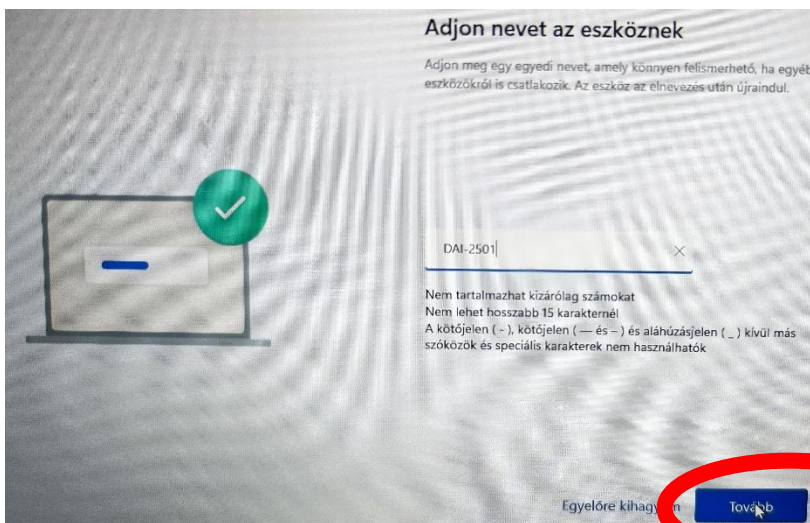 Adjon nevet az eszköznek
Adjon meg egy egyedi nevet, amely könnyen felismerhető, ha egyéb
eszközökről is csatlakozik. Az eszköz az elnevezés után újraindul.
DAI-2501
Nem tartalmazhat kizárólag számokat
Nem lehet hosszabb 15 karakternél
A kötőjelen ( - ), kötőjelen ( — és – ) és aláhúzásjelen ( _ ) kívül más
szóközök és speciális karakterek nem használhatók
Egyelőre
Tovább